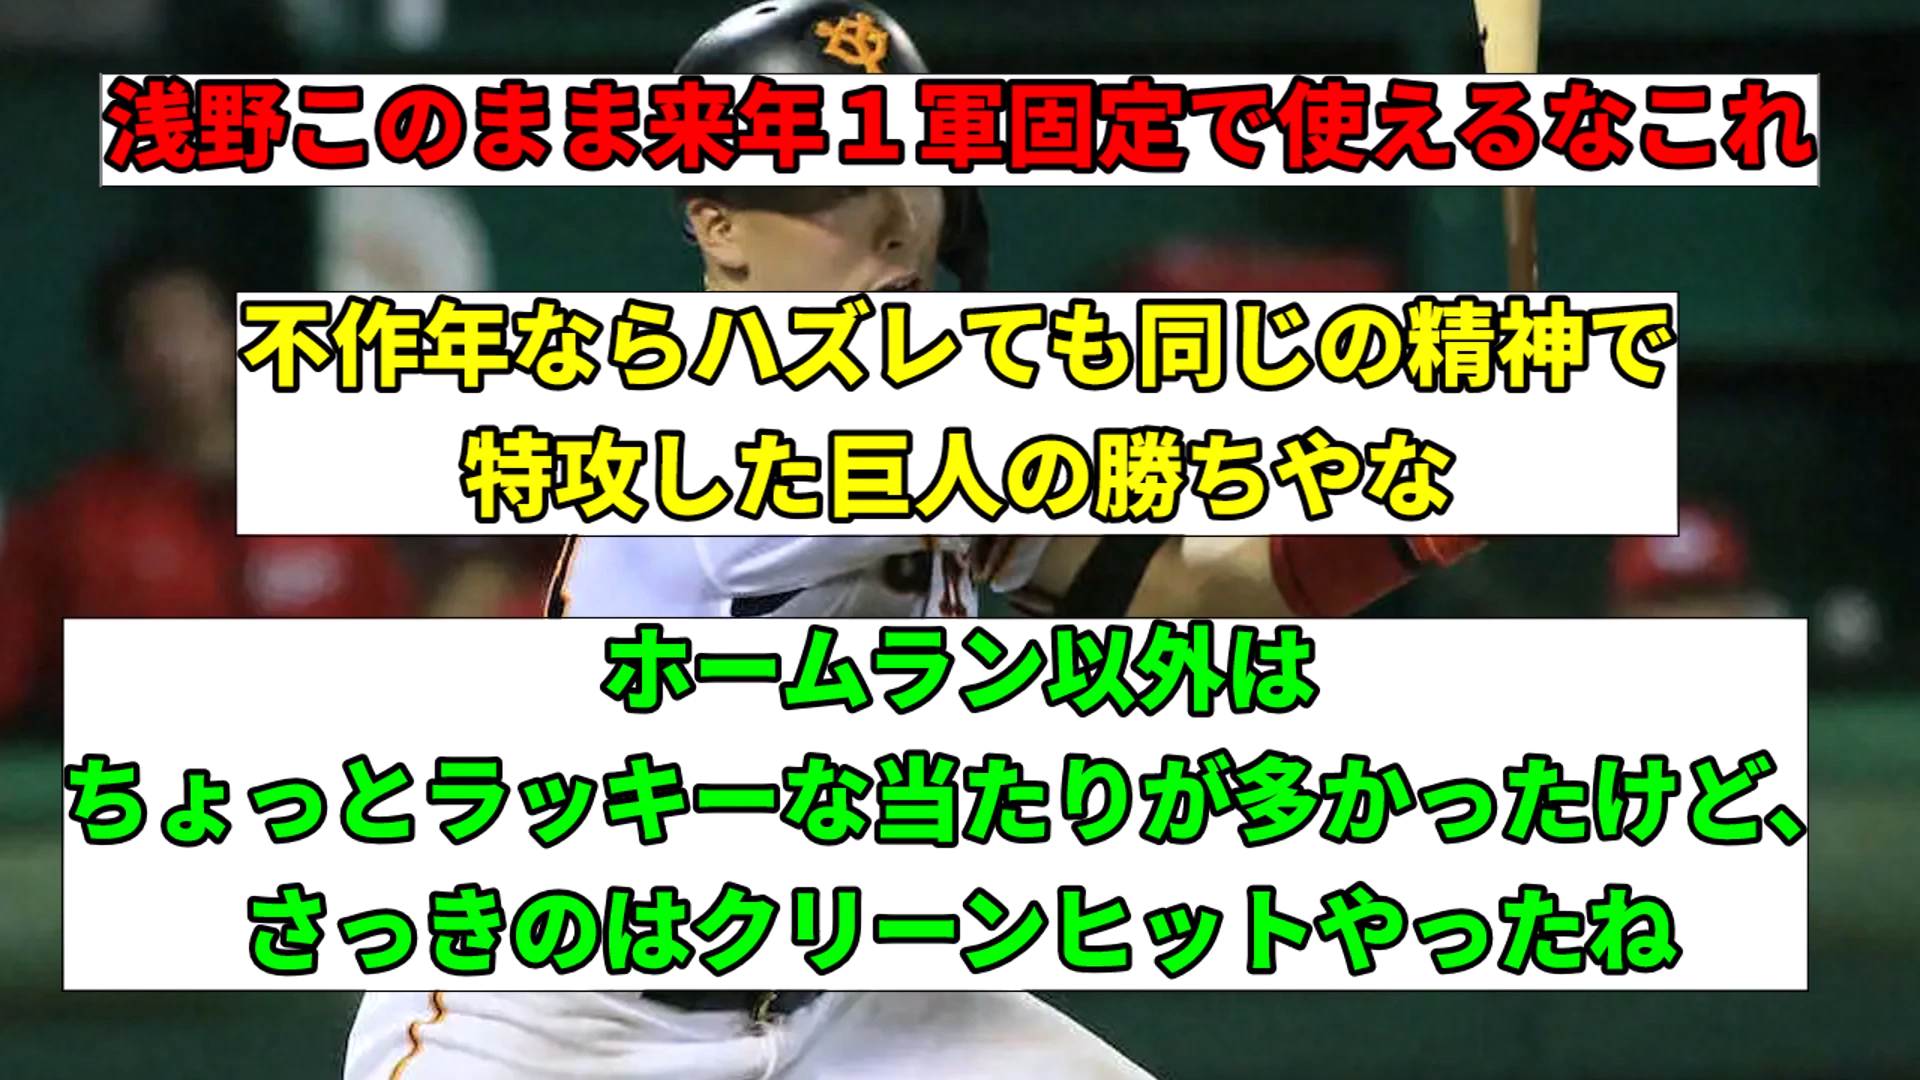 浅野このまま来年１軍固定で使えるなこれ
不作年ならハズレても同じの精神で
特攻した巨人の勝ちやな
ホームラン以外は
ちょっとラッキーな当たりが多かったけど、
さっきのはクリーンヒットやったね